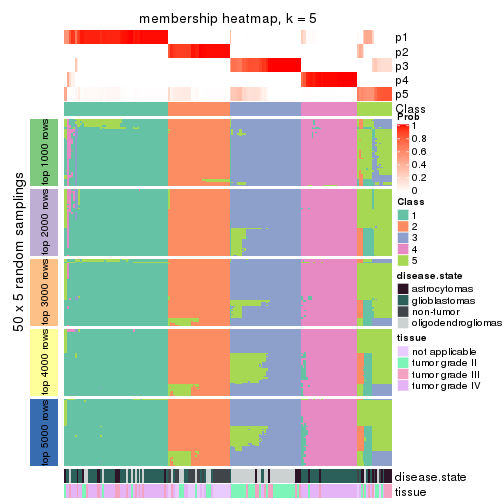 membership heatmap, k = 5
p1
p2
p3
p4
p5
Class
50 x 5 random samplings
top 1000 rows
top 2000 rows
top 3000 rows
top 4000 rows
top 5000 rows
disease.state
tissue
Prob
1
0.8
0.6
0.4
0.2
0
Class
1
2
3
4
5
disease.state
astrocytomas
glioblastomas
non-tumor
oligodendrogliomas
tissue
not applicable
tumor grade II
tumor grade III
tumor grade IV